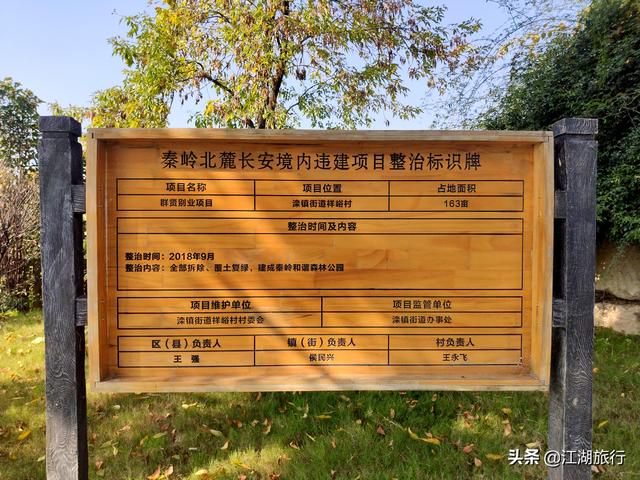 秦岭北麓长安境内违建项目整治标识牌
项目名称 项目位置 占地面积
群贤别业项目 滦镇街道祥峪村 163亩
整治时间及内容
整治时间：2018年9月
整治内容：全部拆除、覆土复绿，建成秦岭和谐森林公园
项目维护单位 项目监管单位
滦镇街道祥峪村村委会 滦镇街道办事处
区（县）负责人 镇（街）负责人 村负责人
王 强 侯民兴 王永飞
头条 @江湖旅行